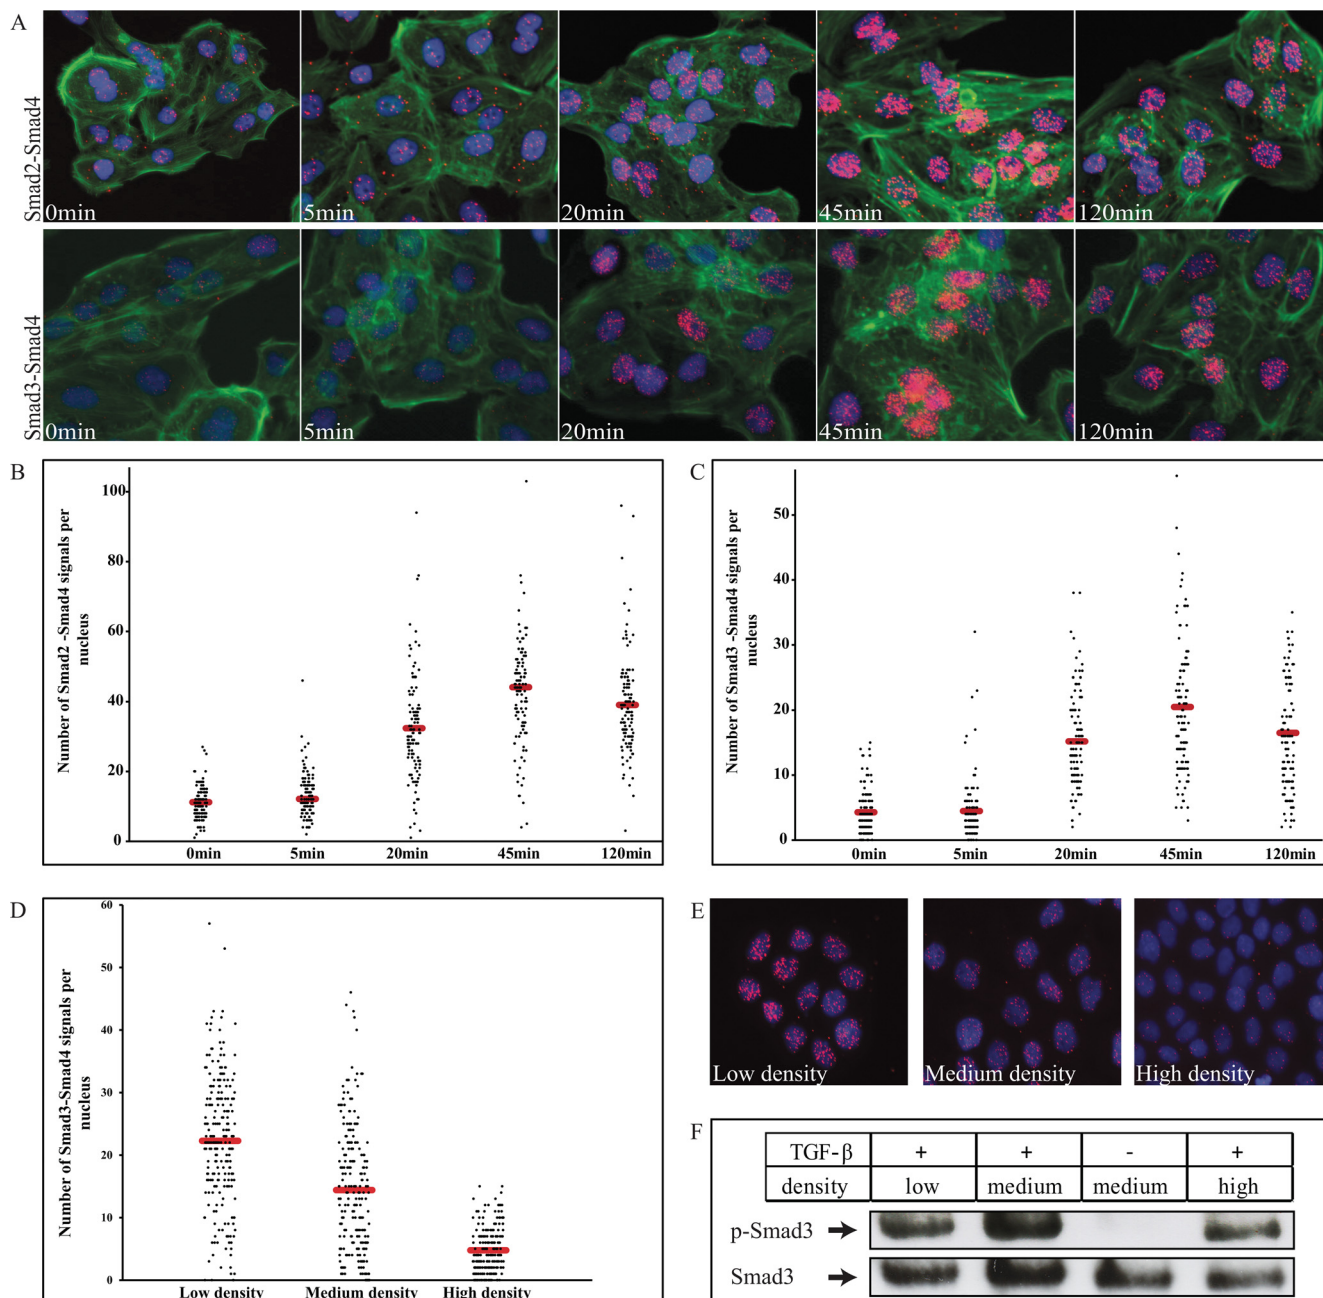 A
Smad2-Smad4
0min
5min
20min
45min
120min
Smad3-Smad4
0min
5min
20min
45min
120min
B
Number of Smad2 -Smad4 signals per
nucleus
100
80
60
40
20
0
0min
5min
20min
45min
120min
C
Number of Smad3 -Smad4 signals per
nucleus
50
40
30
20
10
0
0min
5min
20min
45min
120min
D
Number of Smad3-Smad4 signals per
nucleus
60
50
40
30
20
10
0
Low density
Medium density
High density
E
Low density
Medium density
High density
F
TGF-β + + - +
density low medium medium high
p-Smad3
Smad3